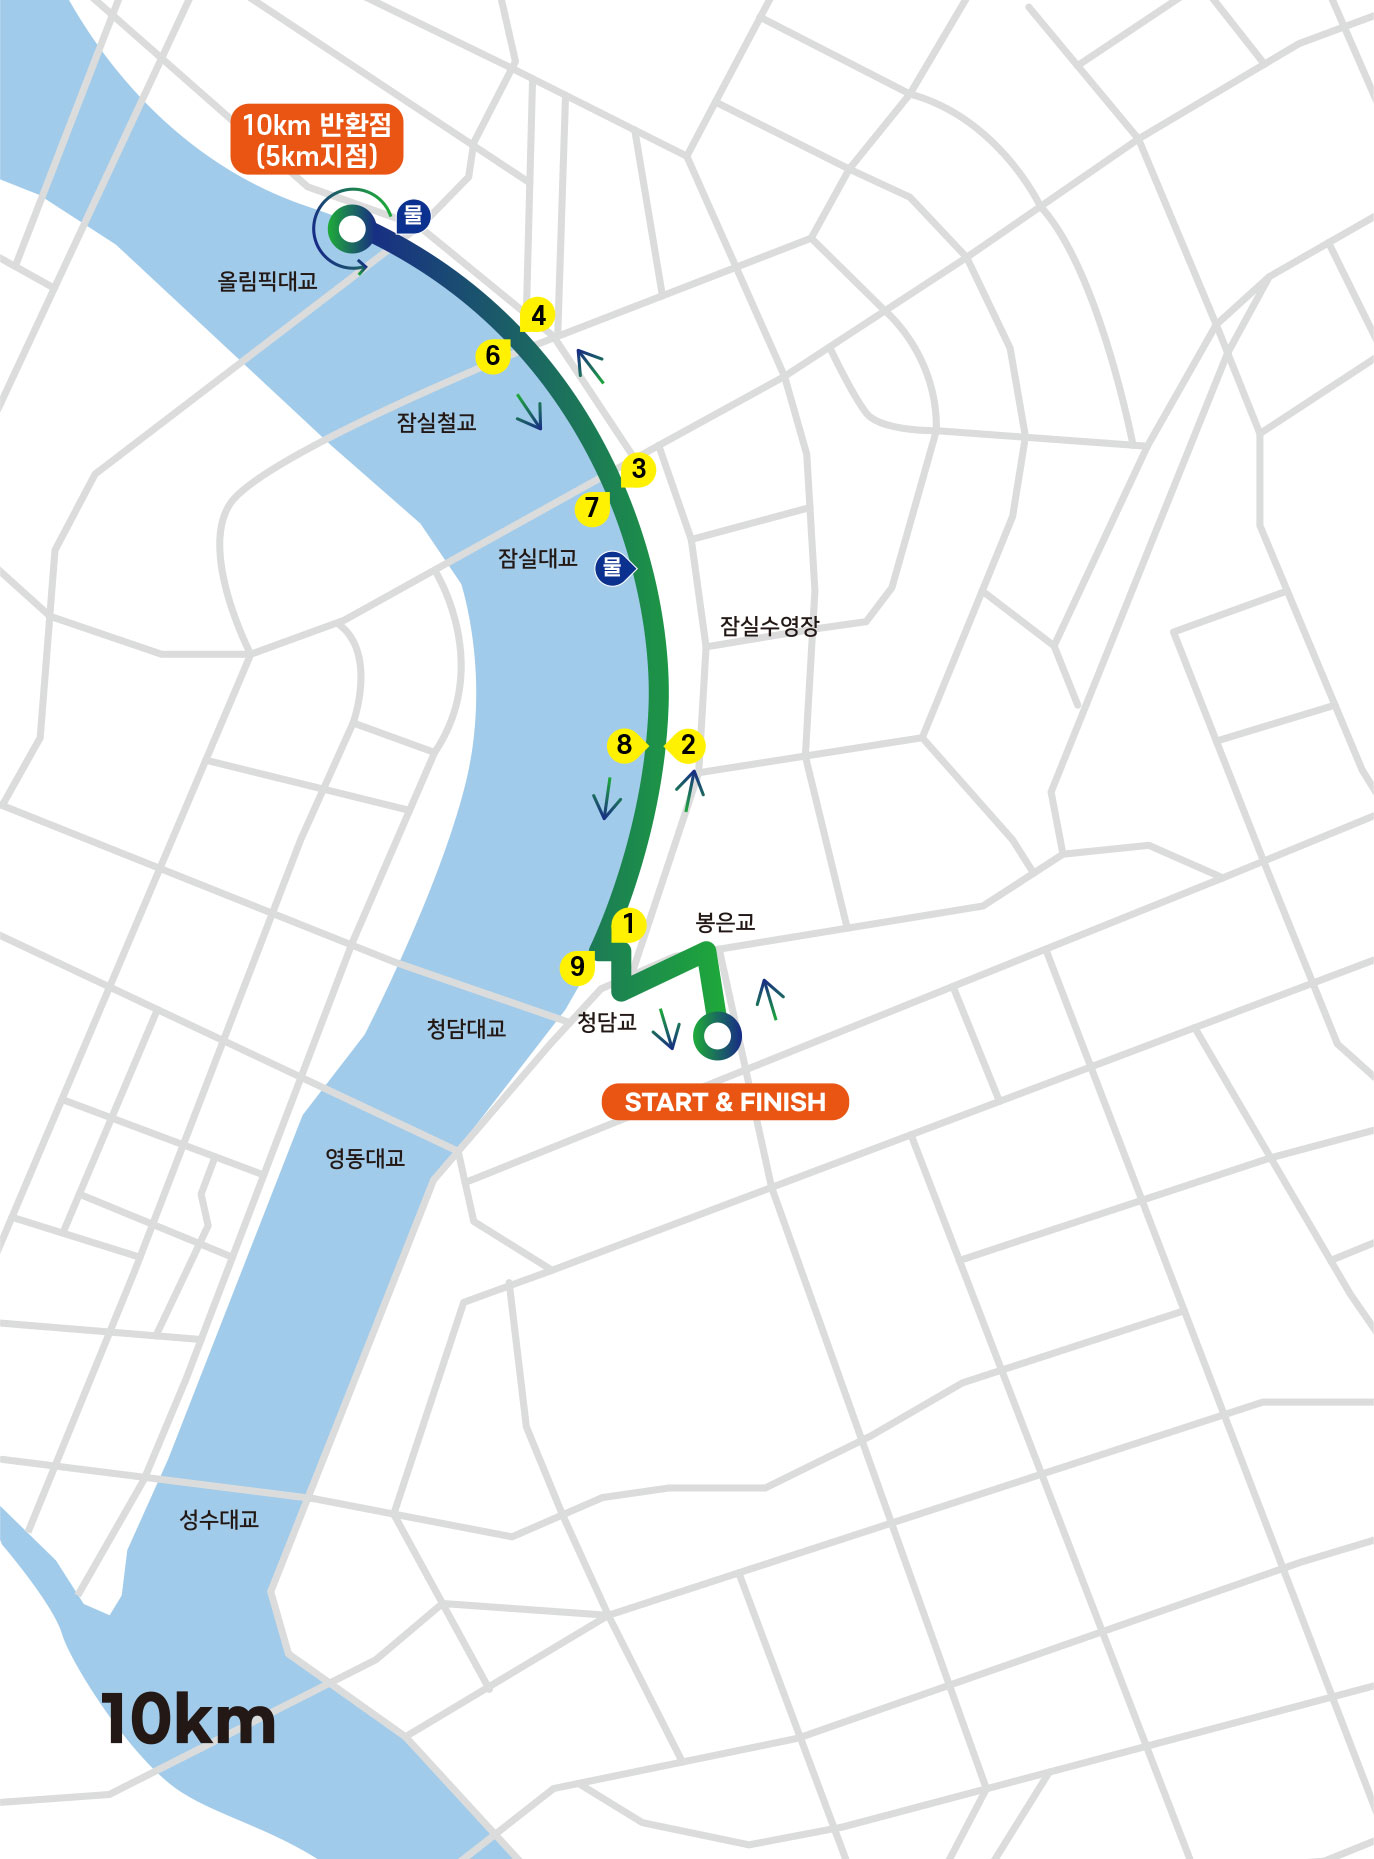 10km 반환점
(5km지점)
물
올림픽대교
4
6
잠실철교
3
7
잠실대교
물
잠실수영장
8
2
1
봉은교
9
청담교
청담대교
START & FINISH
영동대교
성수대교
10km